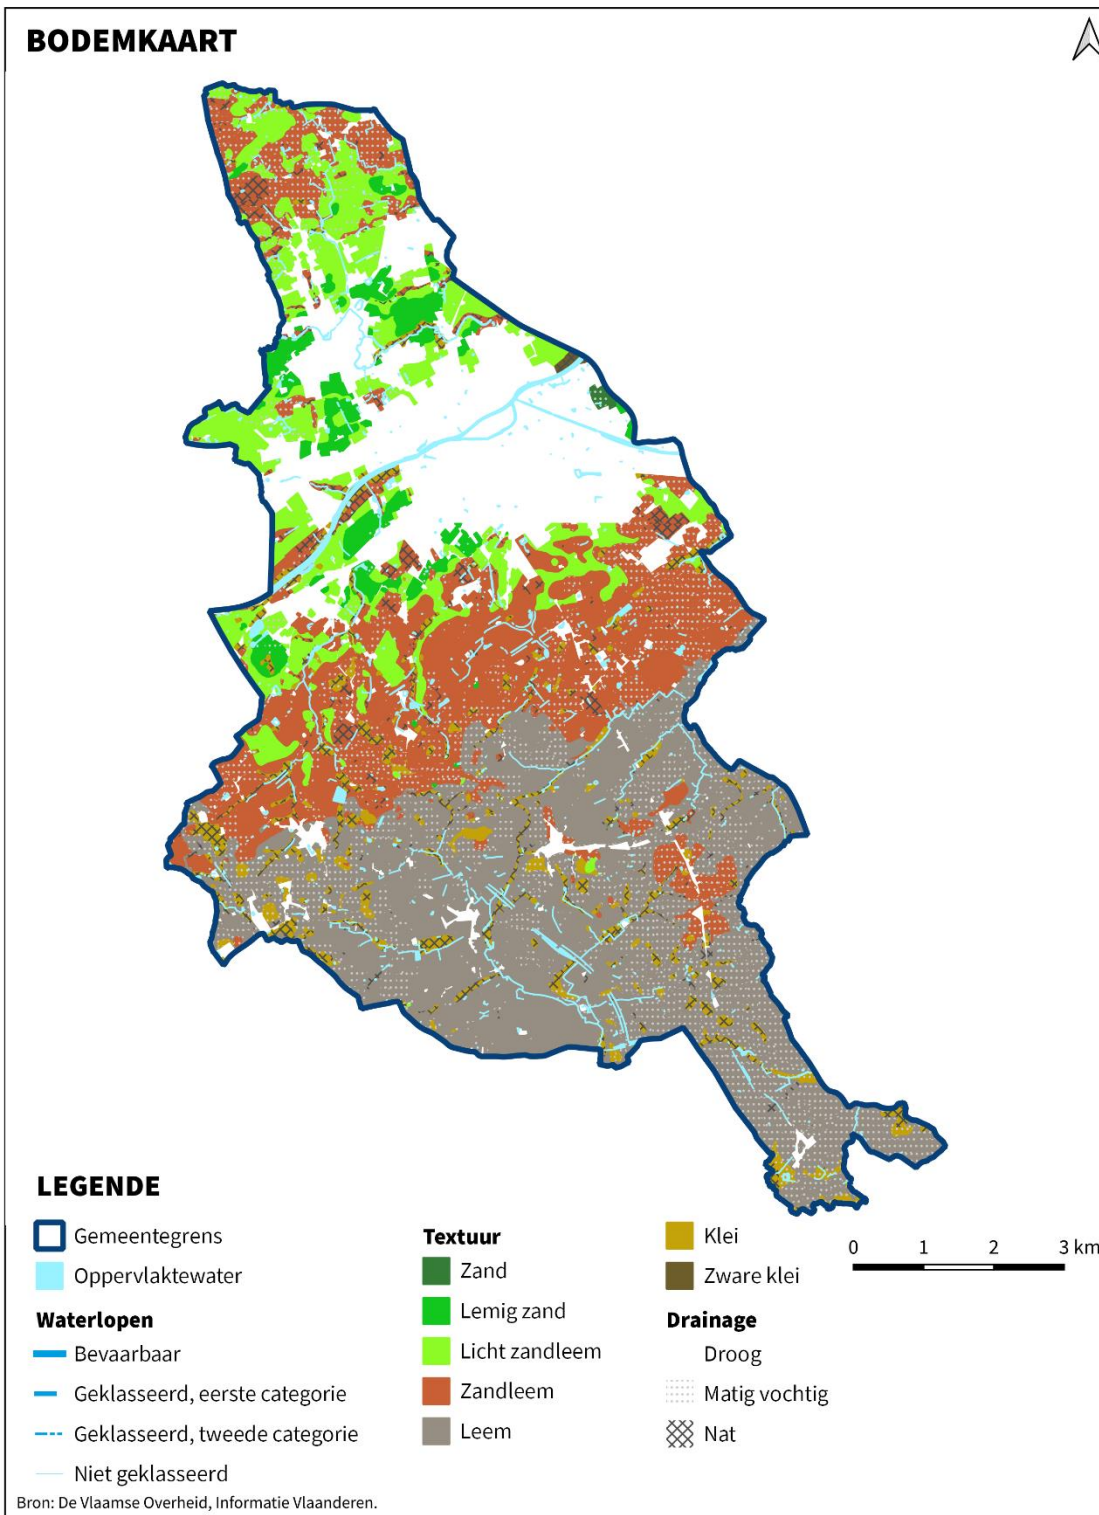 BODEMKAART
LEGENDE
Gemeentegrens
Oppervlaktewater
Waterlopen
Bevaarbaar
Geklasseerd, eerste categorie
Geklasseerd, tweede categorie
Niet geklasseerd
Textuur
Zand
Lemig zand
Licht zandleem
Zandleem
Leem
Klei
Zware klei
Drainage
Droog
Matig vochtig
Nat
0 1 2 3 km
Bron: De Vlaamse Overheid, Informatie Vlaanderen.